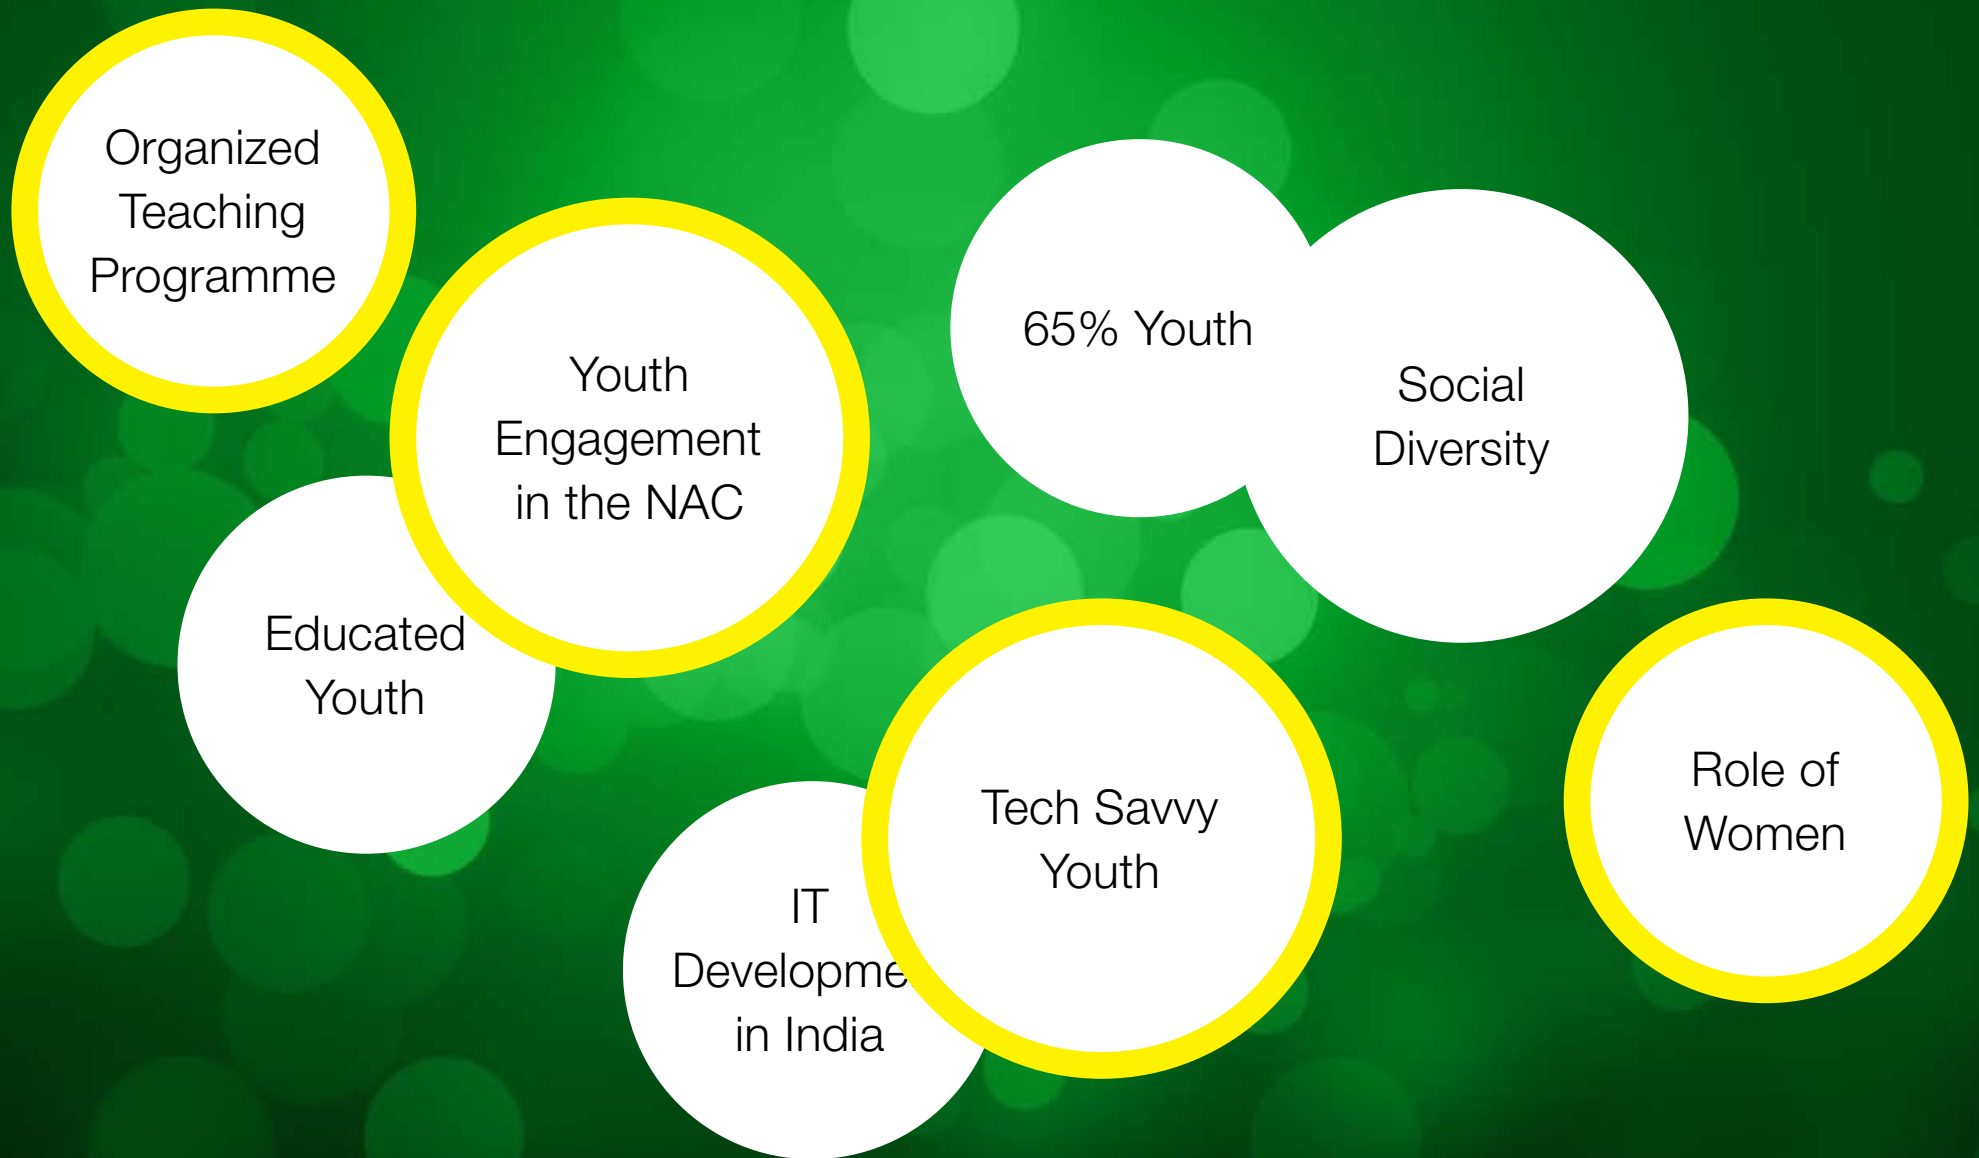 Organized
Teaching
Programme
Youth
Engagement
in the NAC
65% Youth
Social
Diversity
Educated
Youth
Tech Savvy
Youth
Role of
Women
IT
Developme
in India